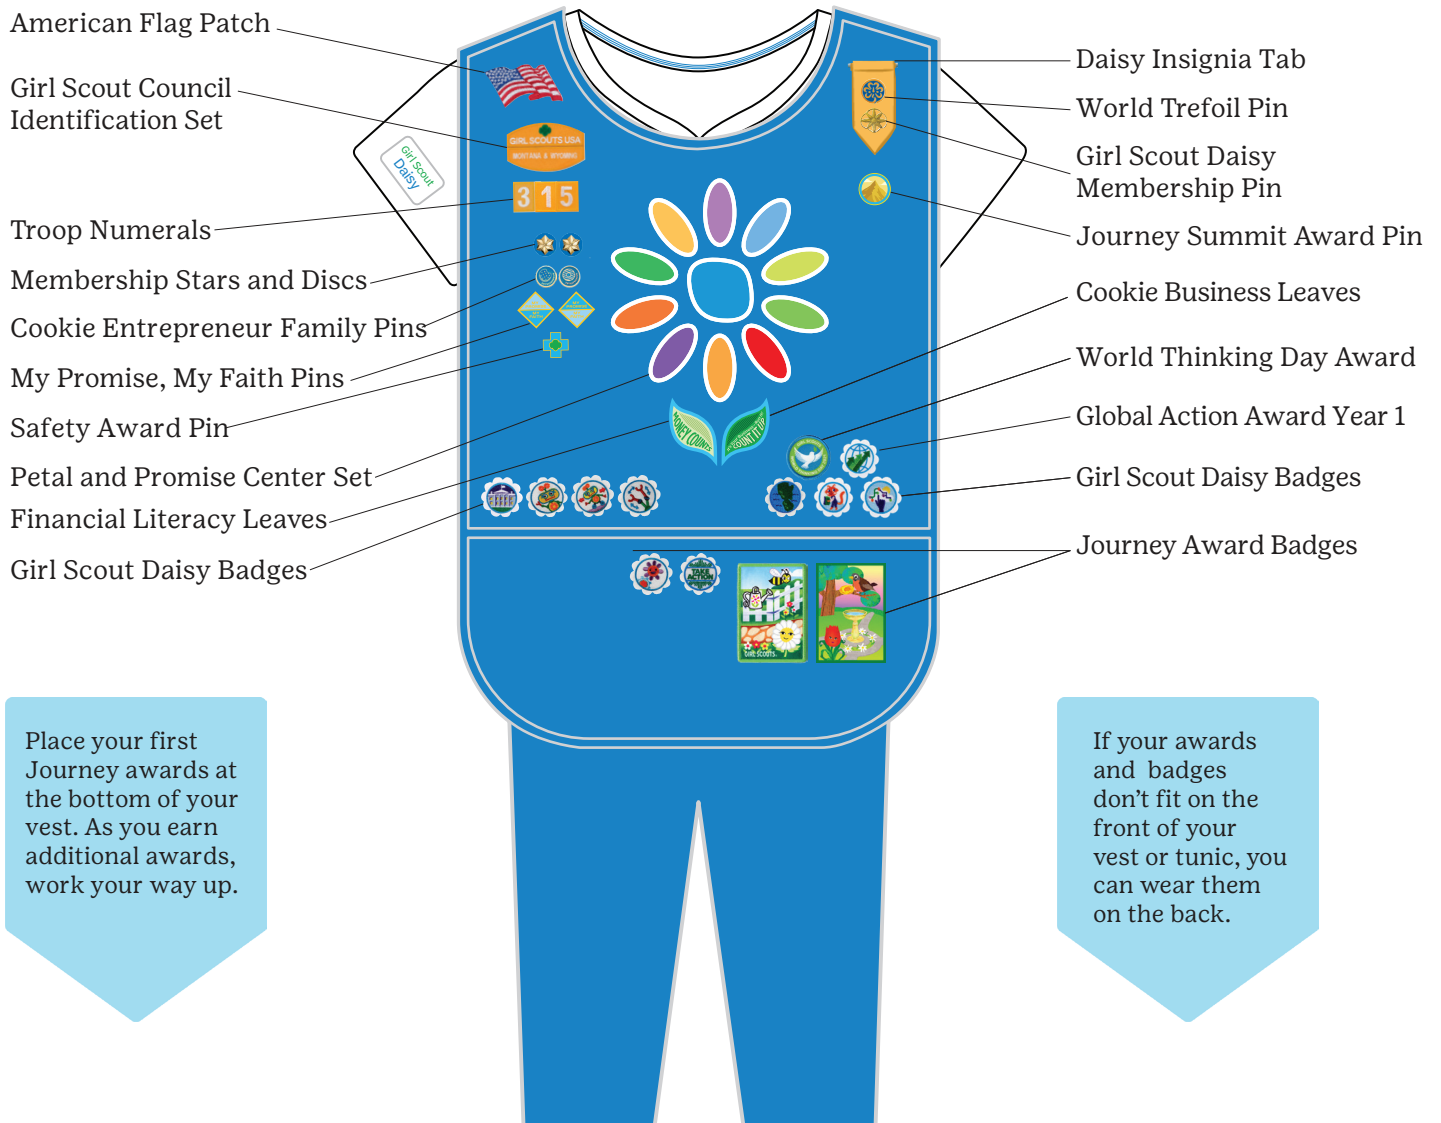 American Flag Patch
Girl Scout Council
Identification Set
Troop Numerals
Membership Stars and Discs
Cookie Entrepreneur Family Pins
My Promise, My Faith Pins
Safety Award Pin
Petal and Promise Center Set
Financial Literacy Leaves
Girl Scout Daisy Badges
Girl Scout
Daisy
GIRL SCOUTS USA
MONTANA & WYOMING
315
MONEY COUNTS
COUNT IT UP
TAKE
ACTION
GIRL SCOUTS
Daisy Insignia Tab
World Trefoil Pin
Girl Scout Daisy
Membership Pin
Journey Summit Award Pin
Cookie Business Leaves
World Thinking Day Award
Global Action Award Year 1
Girl Scout Daisy Badges
Journey Award Badges
Place your first
Journey awards at
the bottom of your
vest. As you earn
additional awards,
work your way up.
If your awards
and badges
don't fit on the
front of your
vest or tunic, you
can wear them
on the back.